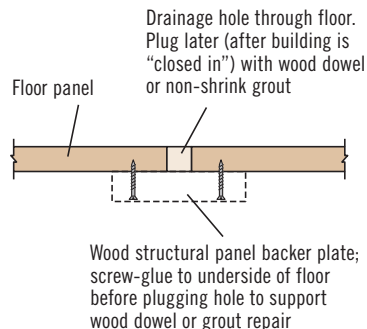 Drainage hole through floor.
Plug later (after building is
“closed in”) with wood dowel
or non-shrink grout
Floor panel
Wood structural panel backer plate;
screw-glue to underside of floor
before plugging hole to support
wood dowel or grout repair